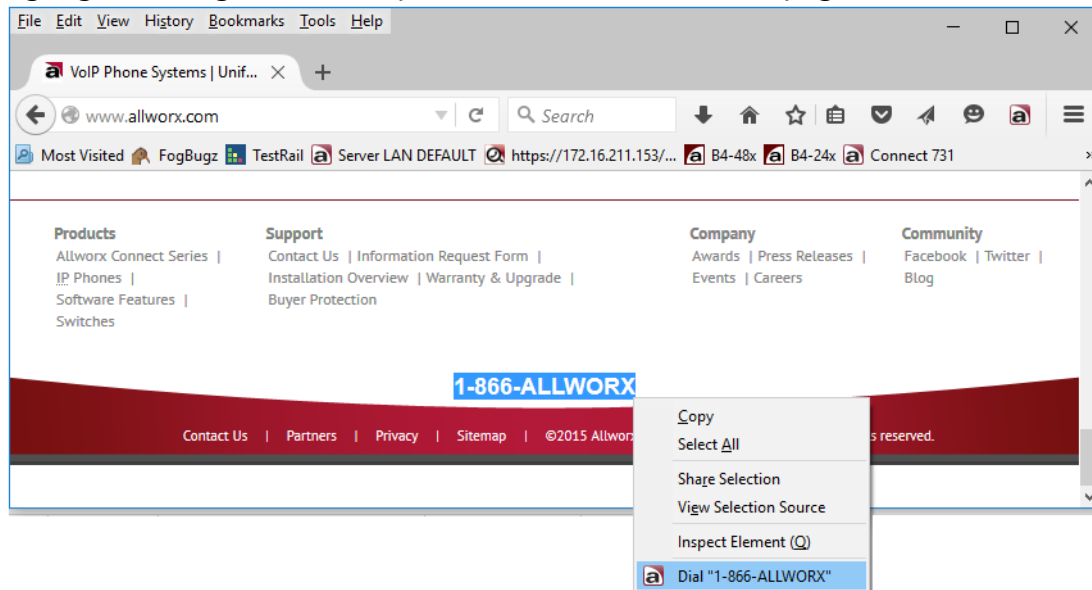 File Edit View History Bookmarks Tools Help
VoIP Phone Systems | Unif...
www.allworx.com
Search
Most Visited FogBugz TestRail Server LAN DEFAULT https://172.16.211.153/... B4-48x B4-24x Connect 731 »
Products Support Company Community
Allworx Connect Series | Contact Us | Information Request Form | Awards | Press Releases | Facebook | Twitter |
IP Phones | Installation Overview | Warranty & Upgrade | Events | Careers Blog
Software Features | Buyer Protection
Switches
1-866-ALLWORX
Contact Us | Partners | Privacy | Sitemap | ©2015 Allworx s reserved.
Copy
Select All
Share Selection
View Selection Source
Inspect Element (Q)
Dial "1-866-ALLWORX"